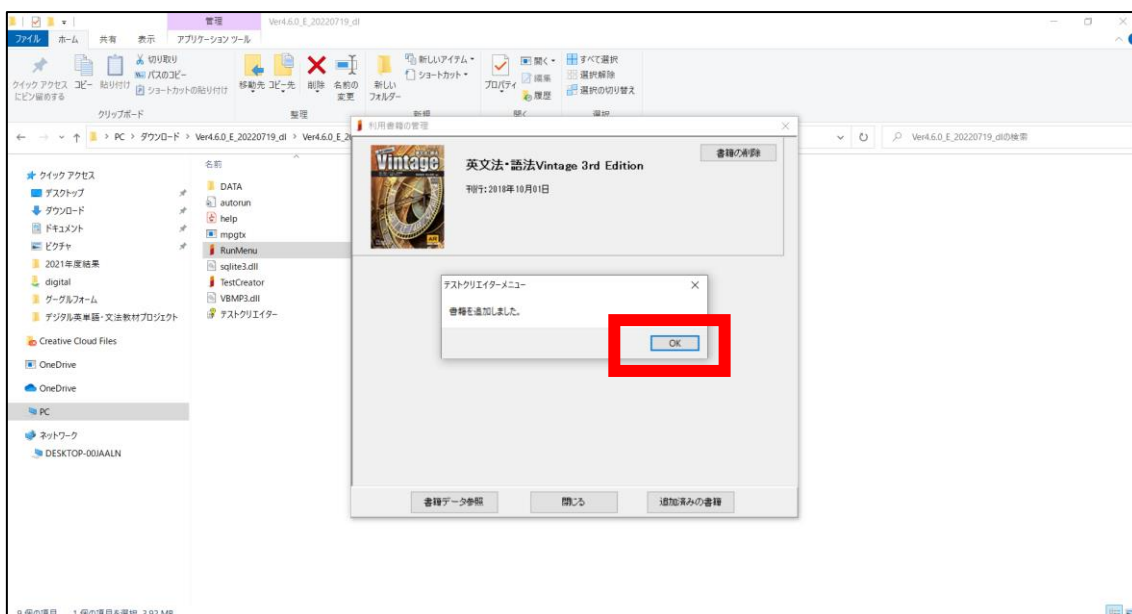 管理
Ver4.6.0_E_20220719_dl
ファイル
ホーム
共有
表示
アプリケーション ツール
クイック アクセス
にピン留めする
コピー
貼り付け
切り取り
パスのコピー
ショートカットの貼り付け
クリップボード
移動先
コピー先
削除
名前の
変更
整理
新しい
フォルダー
新しいアイテム
ショートカット
新規
プロパティ
開く
編集
履歴
開く
すべて選択
選択解除
選択の切り替え
選択
PC > ダウンロード > Ver4.6.0_E_20220719_dl > Ver4.6.0_E_2
Ver4.6.0_E_20220719_dlの検索
クイック アクセス
デスクトップ
ダウンロード
ドキュメント
ピクチャ
2021年度結果
digital
グーグルフォーム
デジタル英単語・文法教材プロジェクト
Creative Cloud Files
OneDrive
OneDrive
PC
ネットワーク
DESKTOP-00JAALN
名前
DATA
autorun
help
mpgtx
RunMenu
sqlite3.dll
TestCreator
VBMP3.dll
テストクリエイター
利用書籍の管理
Vintage
英文法・語法Vintage 3rd Edition
刊行:2018年10月01日
書籍の削除
テストクリエイターメニュー
書籍を追加しました。
OK
書籍データ参照
閉じる
追加済みの書籍
9 個の項目
1 個の項目を選択 3.92 MB